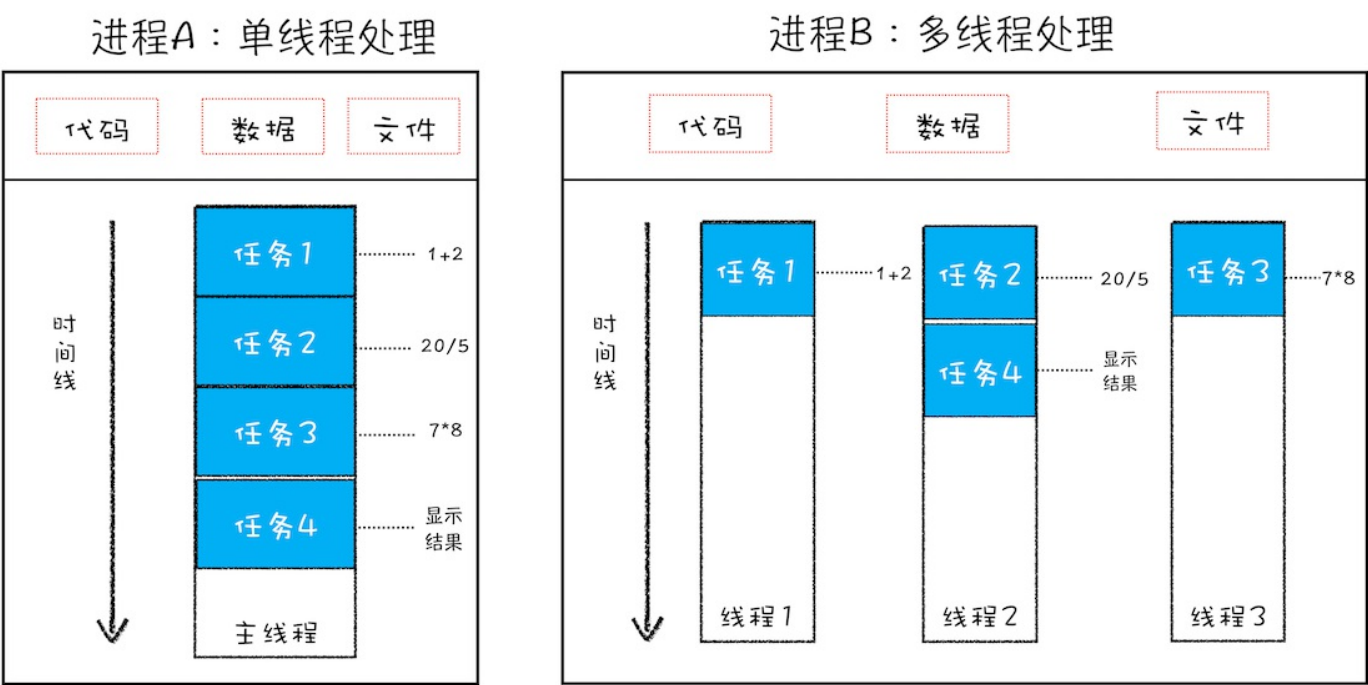 进程A：单线程处理
代码
数据
文件
时
间
线
任务1
1+2
任务2
20/5
任务3
7*8
任务4
显示
结果
主线程
进程B：多线程处理
代码
数据
文件
时
间
线
任务1
1+2
任务2
20/5
任务3
7*8
任务4
显示
结果
线程1
线程2
线程3